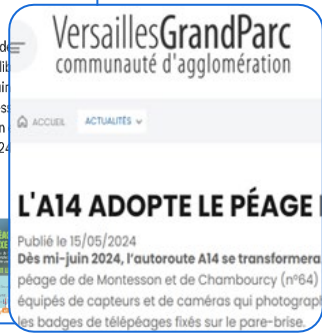 VersaillesGrandParc
communauté d'agglomération
ACCUEIL ACTUALITÉS
L'A14 ADOPTE LE PÉAGE
Publié le 15/05/2024
Dès mi-juin 2024, l'autoroute A14 se transformera
péage de de Montesson et de Chambourcy (n°64)
équipés de capteurs et de caméras qui photograph
les badges de télépéages fixés sur le pare-brise.